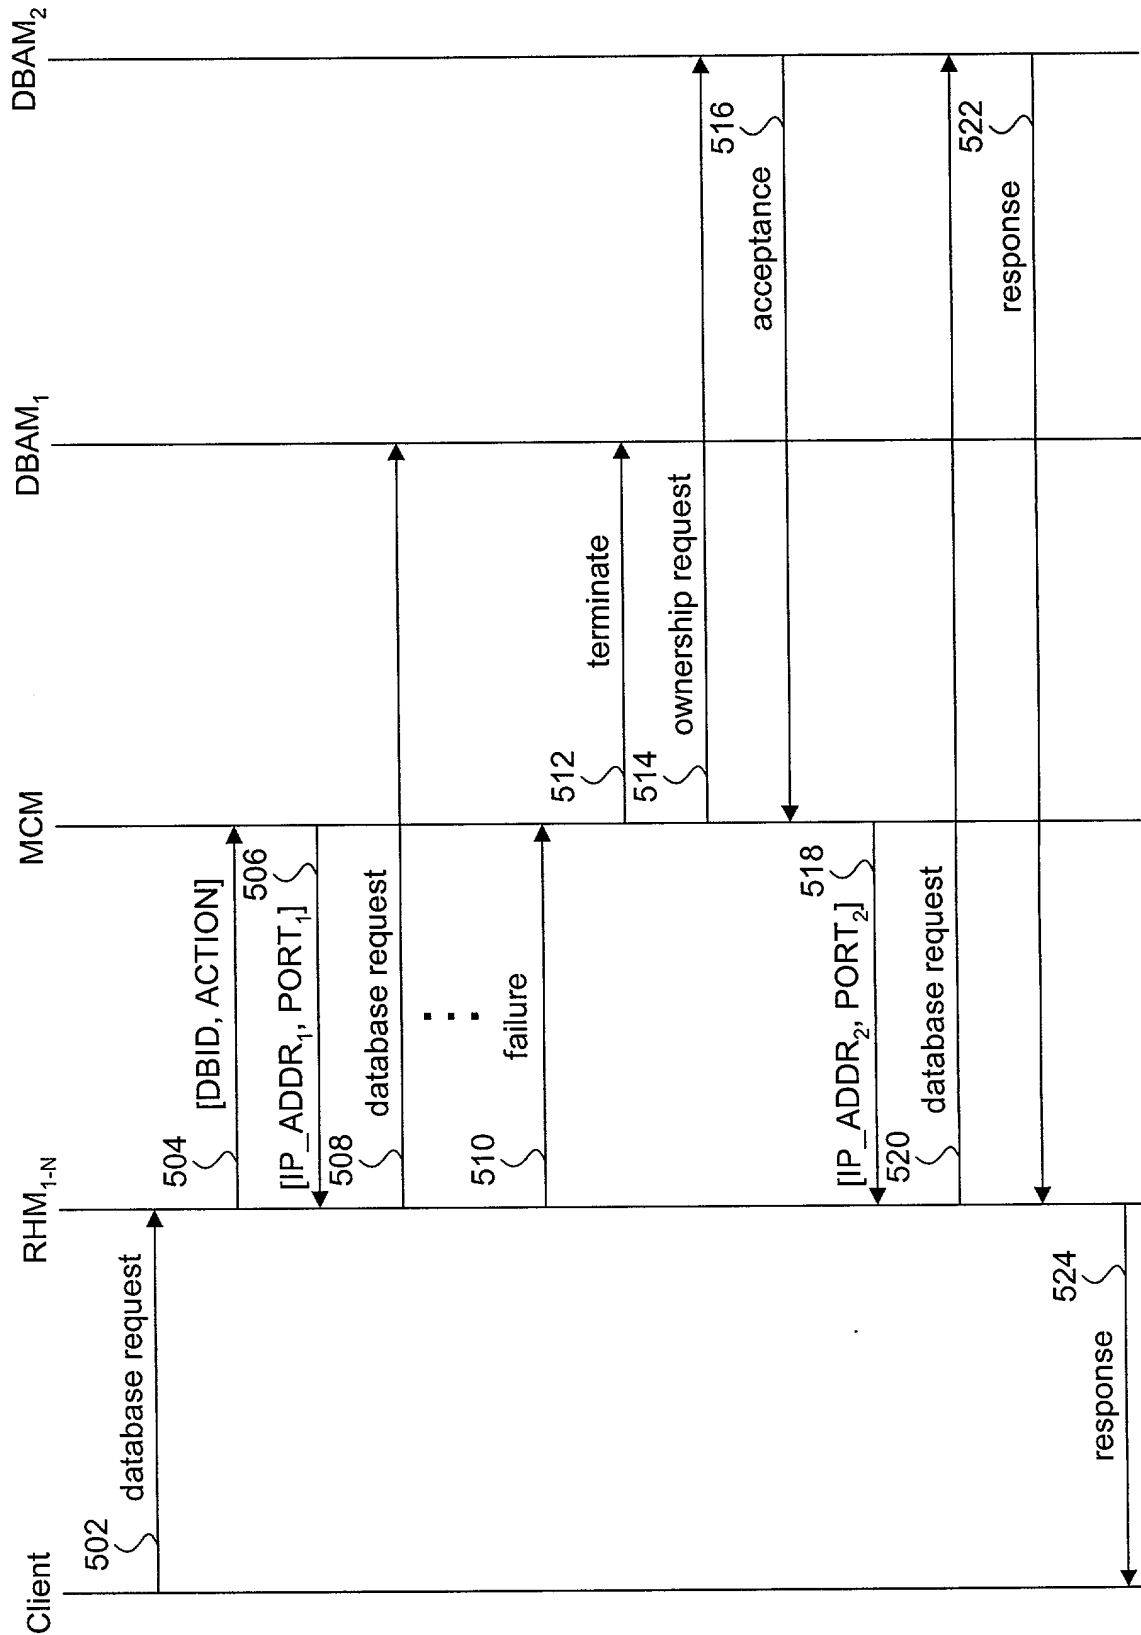 Client
RHM1-N
MCM
DBAM1
DBAM2
502
database request
504
[DBID, ACTION]
506
[IP_ADDR1, PORT1]
508
database request
510
failure
512
terminate
514
ownership request
516
acceptance
518
[IP_ADDR2, PORT2]
520
database request
522
response
524
response